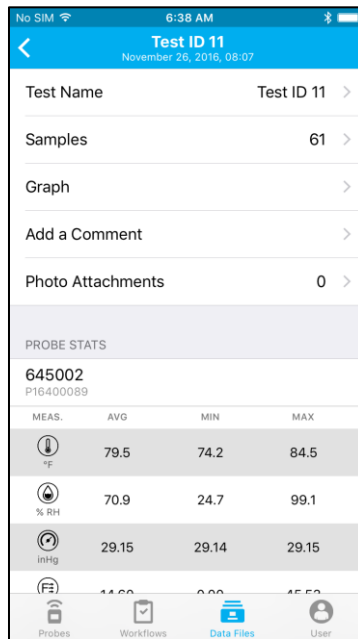 No SIM 6:38 AM
Test ID 11
November 26, 2016, 08:07
Test Name Test ID 11
Samples 61
Graph
Add a Comment
Photo Attachments 0
PROBE STATS
645002
P16400089
MEAS. AVG MIN MAX
°F 79.5 74.2 84.5
% RH 70.9 24.7 99.1
inHg 29.15 29.14 29.15
Probes Workflows Data Files User